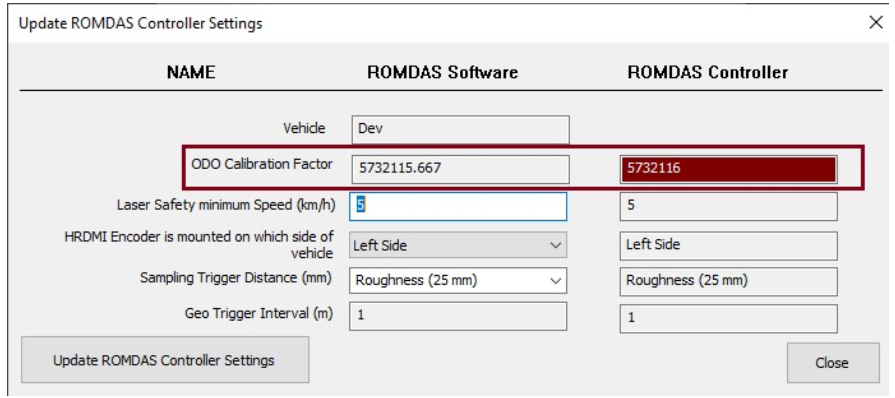 Update ROMDAS Controller Settings
NAME ROMDAS Software ROMDAS Controller
Vehicle Dev
ODO Calibration Factor 5732115.667 5732116
Laser Safety minimum Speed (km/h) 5 5
HRDMI Encoder is mounted on which side of
vehicle Left Side Left Side
Sampling Trigger Distance (mm) Roughness (25 mm) Roughness (25 mm)
Geo Trigger Interval (m) 1 1
Update ROMDAS Controller Settings Close